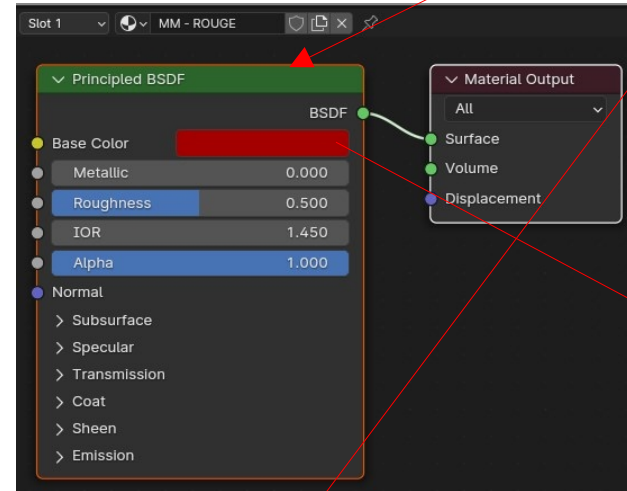 Slot 1 MM - ROUGE
Principled BSDF
BSDF
Base Color
Metallic 0.000
Roughness 0.500
IOR 1.450
Alpha 1.000
Normal
Subsurface
Specular
Transmission
Coat
Sheen
Emission
Material Output
All
Surface
Volume
Displacement